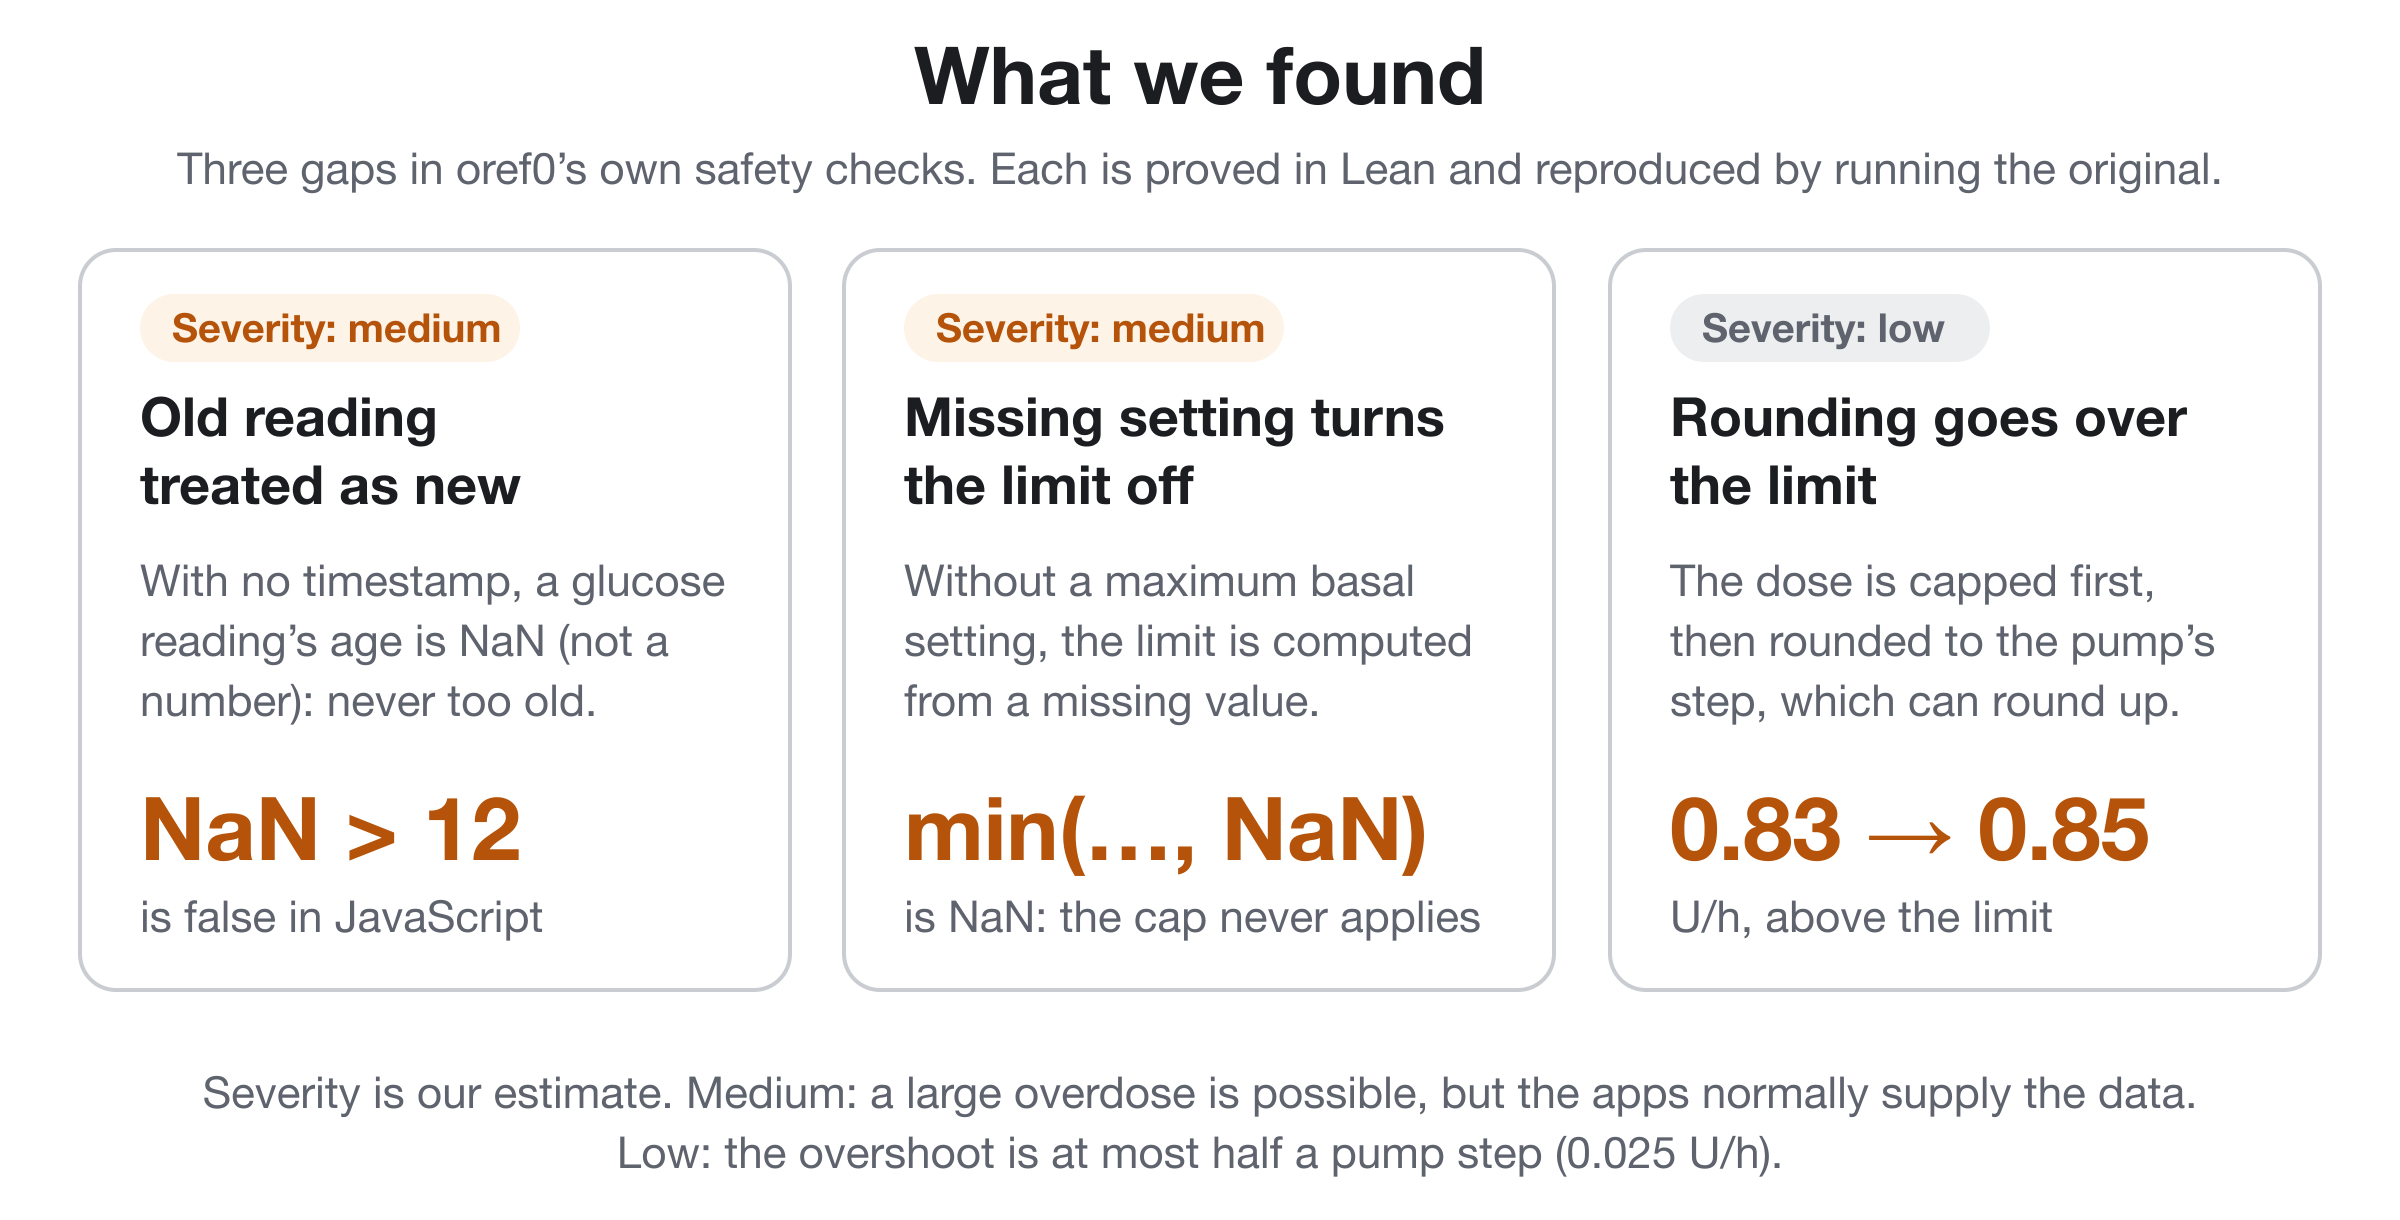 What we found
Three gaps in oref0’s own safety checks. Each is proved in Lean and reproduced by running the original.
Severity: medium
Old reading
treated as new
With no timestamp, a glucose
reading’s age is NaN (not a
number): never too old.
NaN > 12
is false in JavaScript
Severity: medium
Missing setting turns
the limit off
Without a maximum basal
setting, the limit is computed
from a missing value.
min(…, NaN)
is NaN: the cap never applies
Severity: low
Rounding goes over
the limit
The dose is capped first,
then rounded to the pump’s
step, which can round up.
0.83 → 0.85
U/h, above the limit
Severity is our estimate. Medium: a large overdose is possible, but the apps normally supply the data.
Low: the overshoot is at most half a pump step (0.025 U/h).